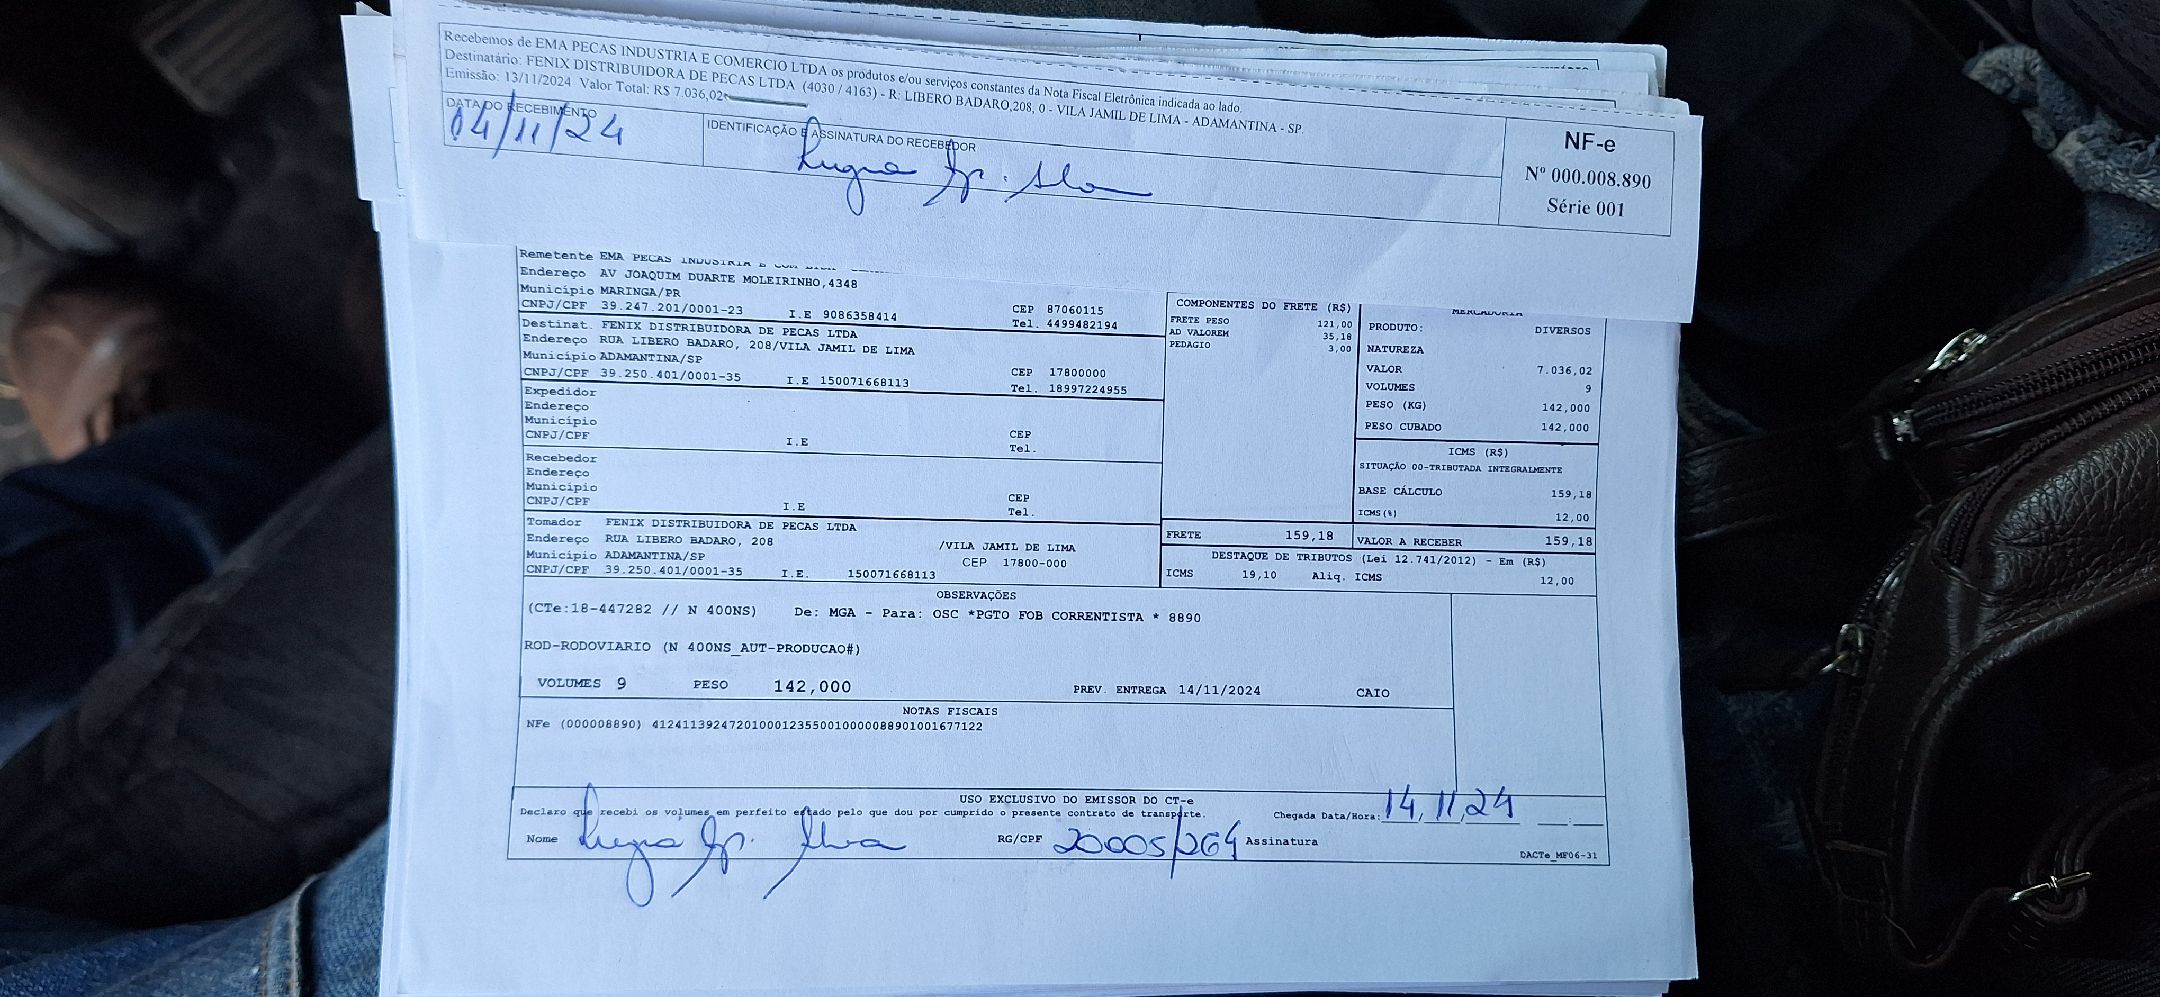 Recebemos de EMA PECAS INDUSTRIA E COMERCIO LTDA os produtos e/ou serviços constantes da Nota Fiscal Eletrônica indicada ao lado.
Destinatário: FENIX DISTRIBUIDORA DE PECAS LTDA (4030 / 4163) - R: LIBERO BADARO,208, 0 - VILA JAMIL DE LIMA - ADAMANTINA - SP.
Emissão: 13/11/2024 Valor Total: R$ 7.036,02
DATA DO RECEBIMENTO
/11/24
IDENTIFICAÇÃO E ASSINATURA DO RECEBEDOR
NF-e
Nº 000.008.890
Série 001
Remetente EMA PECAS INDUSTRIA E
Endereço AV JOAQUIM DUARTE MOLEIRINHO,4348
Município MARINGA/PR
CNPJ/CPF 39.247.201/0001-23 I.E 9086358414
CEP 87060115
Tel. 4499482194
Destinat. FENIX DISTRIBUIDORA DE PECAS LTDA
Endereço RUA LIBERO BADARO, 208/VILA JAMIL DE LIMA
Município ADAMANTINA/SP
CNPJ/CPF 39.250.401/0001-35 I.E 150071668113
CEP 17800000
Tel. 18997224955
Expedidor
Endereço
Município
CNPJ/CPF I.E
CEP
Tel.
Recebedor
Endereço
Município
CNPJ/CPF I.E
CEP
Tel.
Tomador FENIX DISTRIBUIDORA DE PECAS LTDA
Endereço RUA LIBERO BADARO, 208 /VILA JAMIL DE LIMA
Município ADAMANTINA/SP CEP 17800-000
CNPJ/CPF 39.250.401/0001-35 I.E. 150071668113
COMPONENTES DO FRETE (R$)
FRETE PESO 121,00
AD VALOREM 35,18
PEDAGIO 3,00
MERCADORIA
PRODUTO: DIVERSOS
NATUREZA
VALOR 7.036,02
VOLUMES 9
PESO (KG) 142,000
PESO CUBADO 142,000
ICMS (R$)
SITUAÇÃO 00-TRIBUTADA INTEGRALMENTE
BASE CÁLCULO 159,18
ICMS(%) 12,00
FRETE 159,18 VALOR A RECEBER 159,18
DESTAQUE DE TRIBUTOS (Lei 12.741/2012) - Em (R$)
ICMS 19,10 Aliq. ICMS 12,00
OBSERVAÇÕES
(CTe:18-447282 // N 400NS) De: MGA - Para: OSC *PGTO FOB CORRENTISTA * 8890
ROD-RODOVIARIO (N 400NS_AUT-PRODUCAO#)
VOLUMES 9 PESO 142,000 PREV. ENTREGA 14/11/2024 CAIO
NOTAS FISCAIS
NFe (000008890) 41241139247201000123550010000088901001677122
USO EXCLUSIVO DO EMISSOR DO CT-e
Declaro que recebi os volumes em perfeito estado pelo que dou por cumprido o presente contrato de transporte.
Chegada Data/Hora: 14,11,24 __:__
Nome RG/CPF Assinatura
DACTe_MF06-31